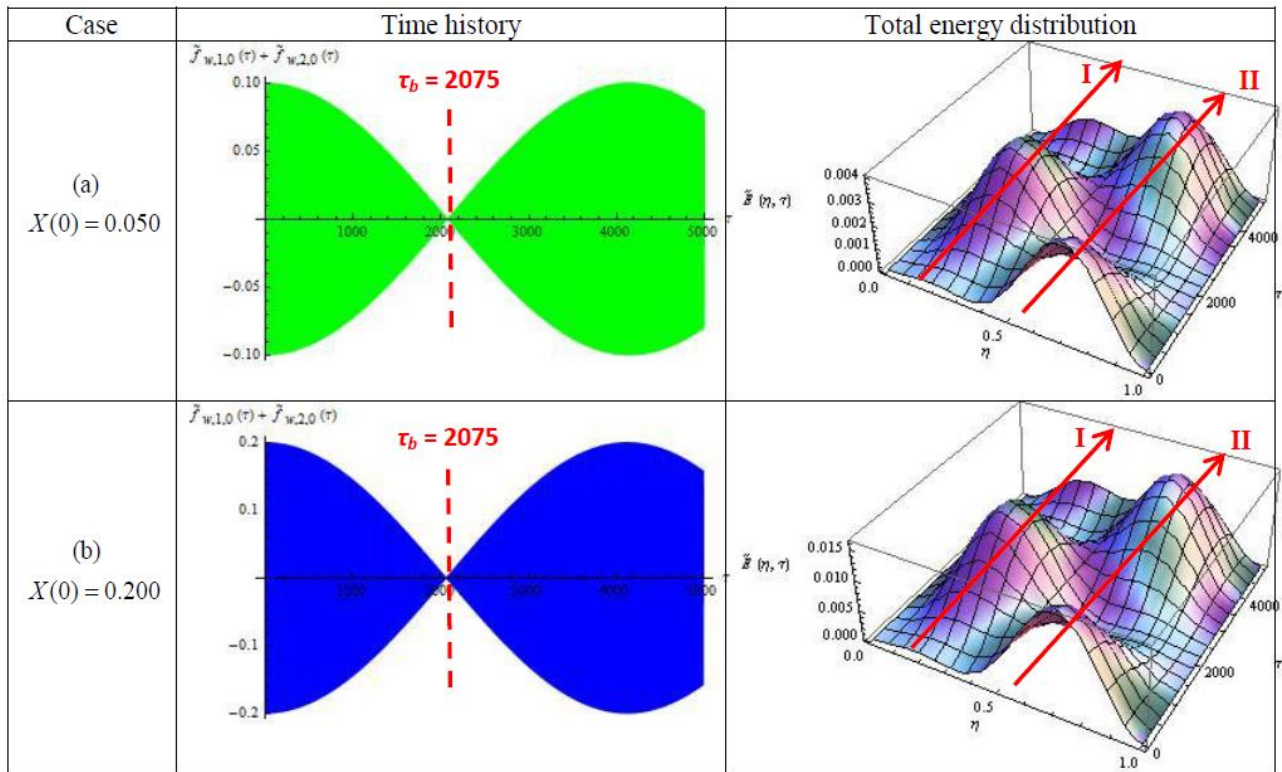 Case Time history Total energy distribution
(a)
X(0) = 0.050
f̃ w,1,0 (τ) + f̃ w,2,0 (τ)
τb = 2075
0.10
0.05
−0.05
−0.10
1000 2000 3000 4000 5000
τ
I
II
Ẽ (η, τ)
0.004
0.003
0.002
0.001
0.000
0.0
0.5
η
1.0
0
2000
4000
τ
(b)
X(0) = 0.200
f̃ w,1,0 (τ) + f̃ w,2,0 (τ)
τb = 2075
0.2
0.1
−0.1
−0.2
1000 2000 3000 4000 5000
τ
I
II
Ẽ (η, τ)
0.015
0.010
0.005
0.000
0.0
0.5
η
1.0
0
2000
4000
τ